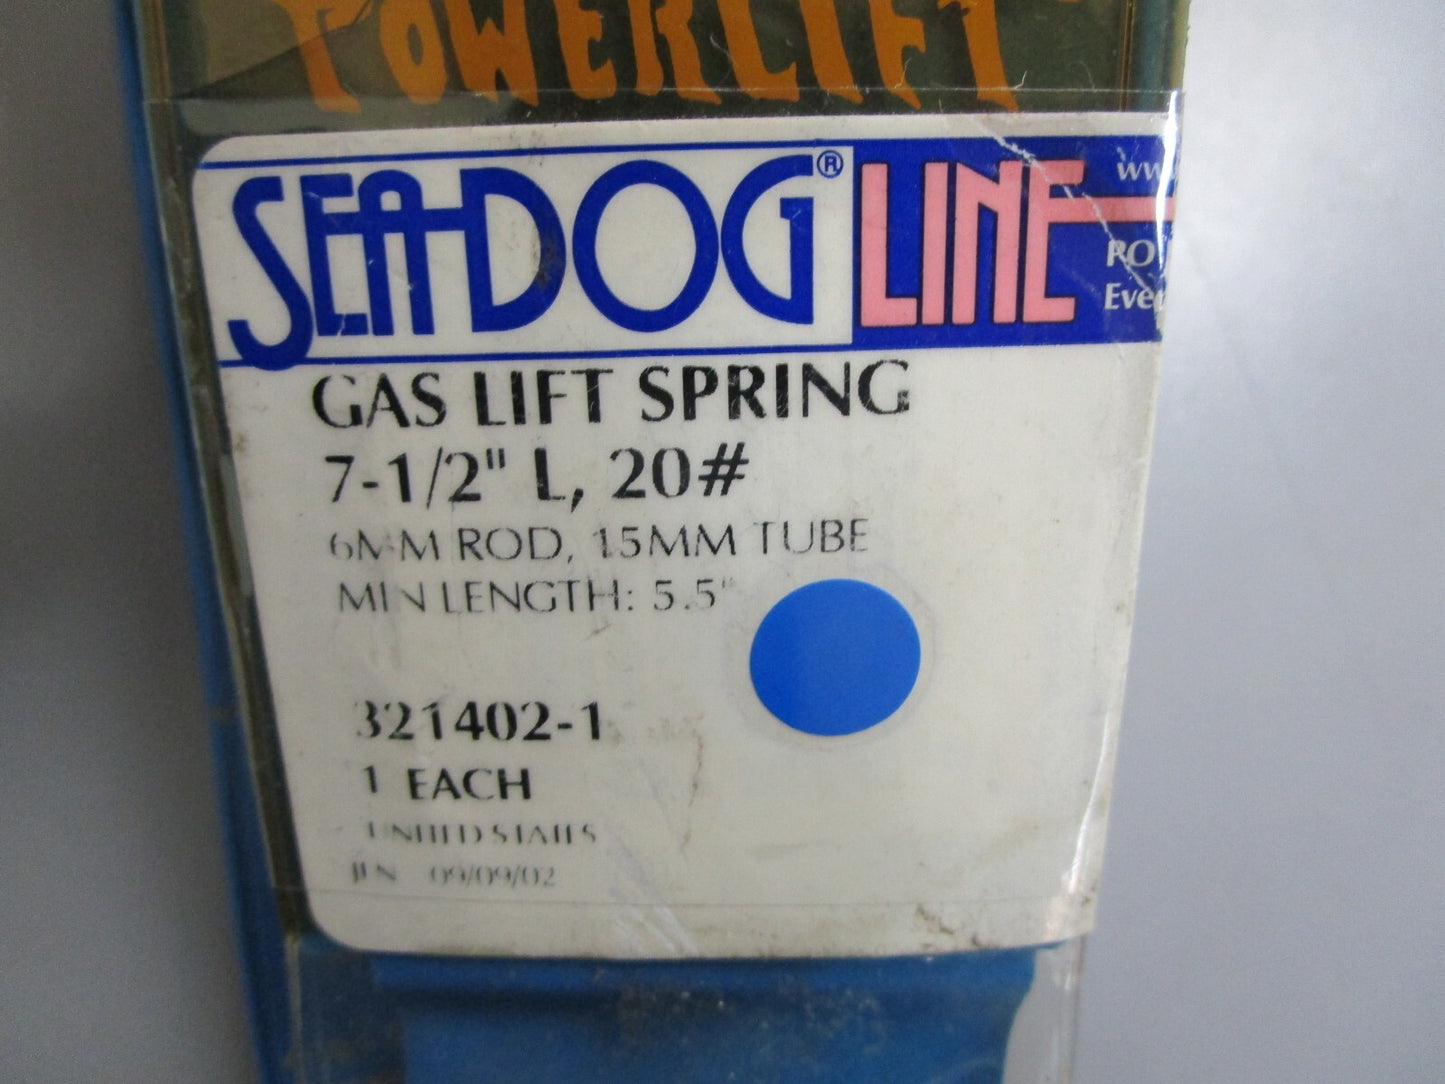 POWERLIFT
SEA-DOG® LINE
GAS LIFT SPRING
7-1/2" L, 20#
6MM ROD, 15MM TUBE
MIN LENGTH: 5.5"
321402-1
1 EACH
UNITED STATES
JEN 09/09/02